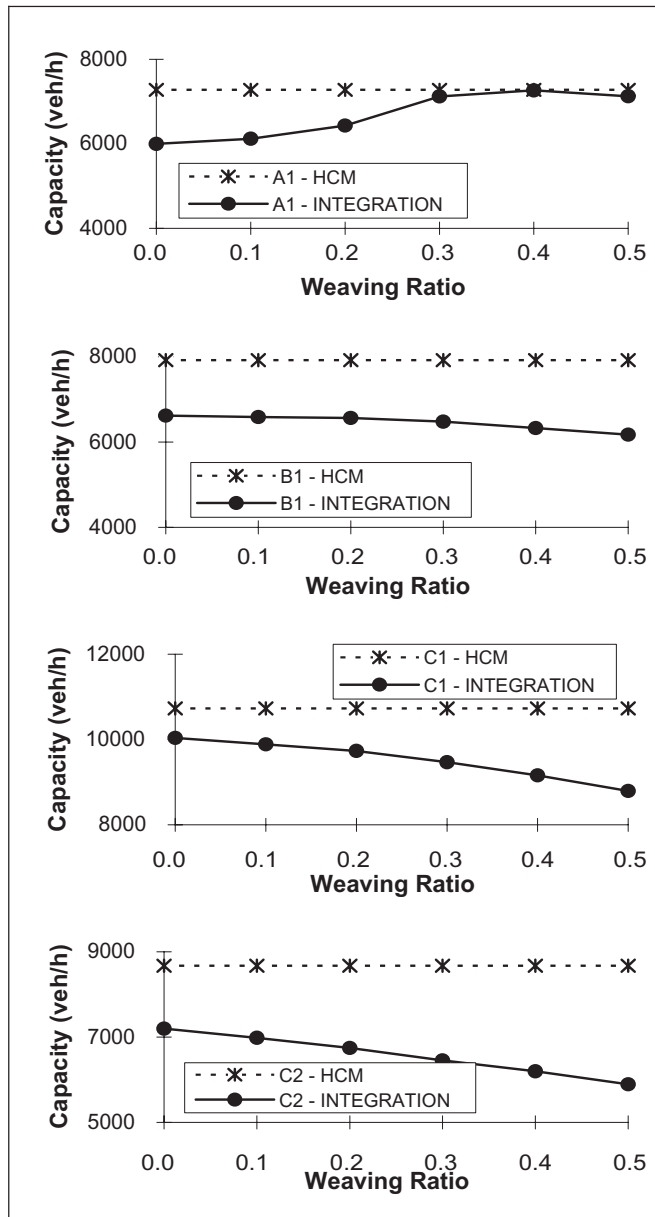 Capacity (veh/h)
8000
6000
4000
A1 - HCM
A1 - INTEGRATION
0.0 0.1 0.2 0.3 0.4 0.5
Weaving Ratio
Capacity (veh/h)
8000
6000
4000
B1 - HCM
B1 - INTEGRATION
0.0 0.1 0.2 0.3 0.4 0.5
Weaving Ratio
Capacity (veh/h)
12000
10000
8000
C1 - HCM
C1 - INTEGRATION
0.0 0.1 0.2 0.3 0.4 0.5
Weaving Ratio
Capacity (veh/h)
9000
7000
5000
C2 - HCM
C2 - INTEGRATION
0.0 0.1 0.2 0.3 0.4 0.5
Weaving Ratio